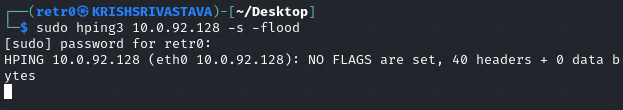 ┌──(retr0㉿KRISHSRIVASTAVA)-[~/Desktop]
└─$ sudo hping3 10.0.92.128 -s -flood
[sudo] password for retr0:
HPING 10.0.92.128 (eth0 10.0.92.128): NO FLAGS are set, 40 headers + 0 data b
ytes